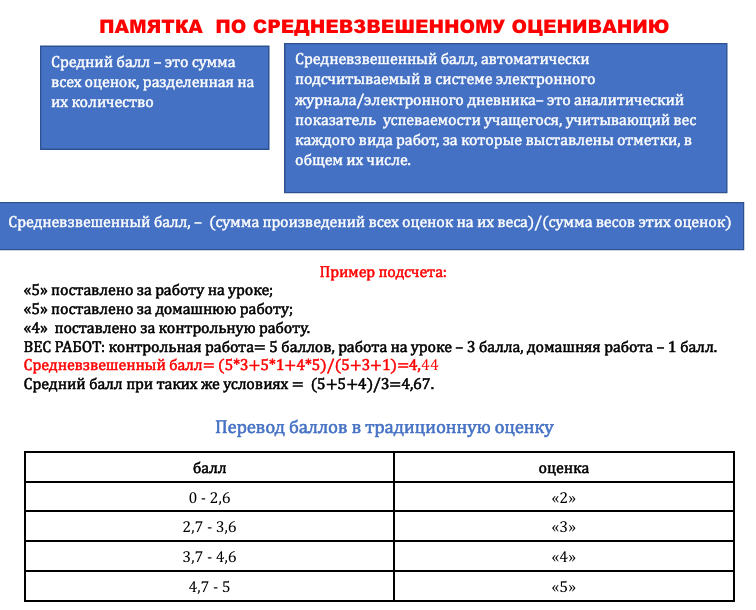 ПАМЯТКА ПО СРЕДНЕВЗВЕШЕННОМУ ОЦЕНИВАНИЮ
Средний балл – это сумма
всех оценок, разделенная на
их количество
Средневзвешенный балл, автоматически
подсчитываемый в системе электронного
журнала/электронного дневника– это аналитический
показатель успеваемости учащегося, учитывающий вес
каждого вида работ, за которые выставлены отметки, в
общем их числе.
Средневзвешенный балл, – (сумма произведений всех оценок на их веса)/(сумма весов этих оценок)
Пример подсчета:
«5» поставлено за работу на уроке;
«5» поставлено за домашнюю работу;
«4» поставлено за контрольную работу.
ВЕС РАБОТ: контрольная работа= 5 баллов, работа на уроке – 3 балла, домашняя работа – 1 балл.
Средневзвешенный балл= (5*3+5*1+4*5)/(5+3+1)=4,44
Средний балл при таких же условиях = (5+5+4)/3=4,67.
Перевод баллов в традиционную оценку
балл оценка
0 - 2,6 «2»
2,7 - 3,6 «3»
3,7 - 4,6 «4»
4,7 - 5 «5»